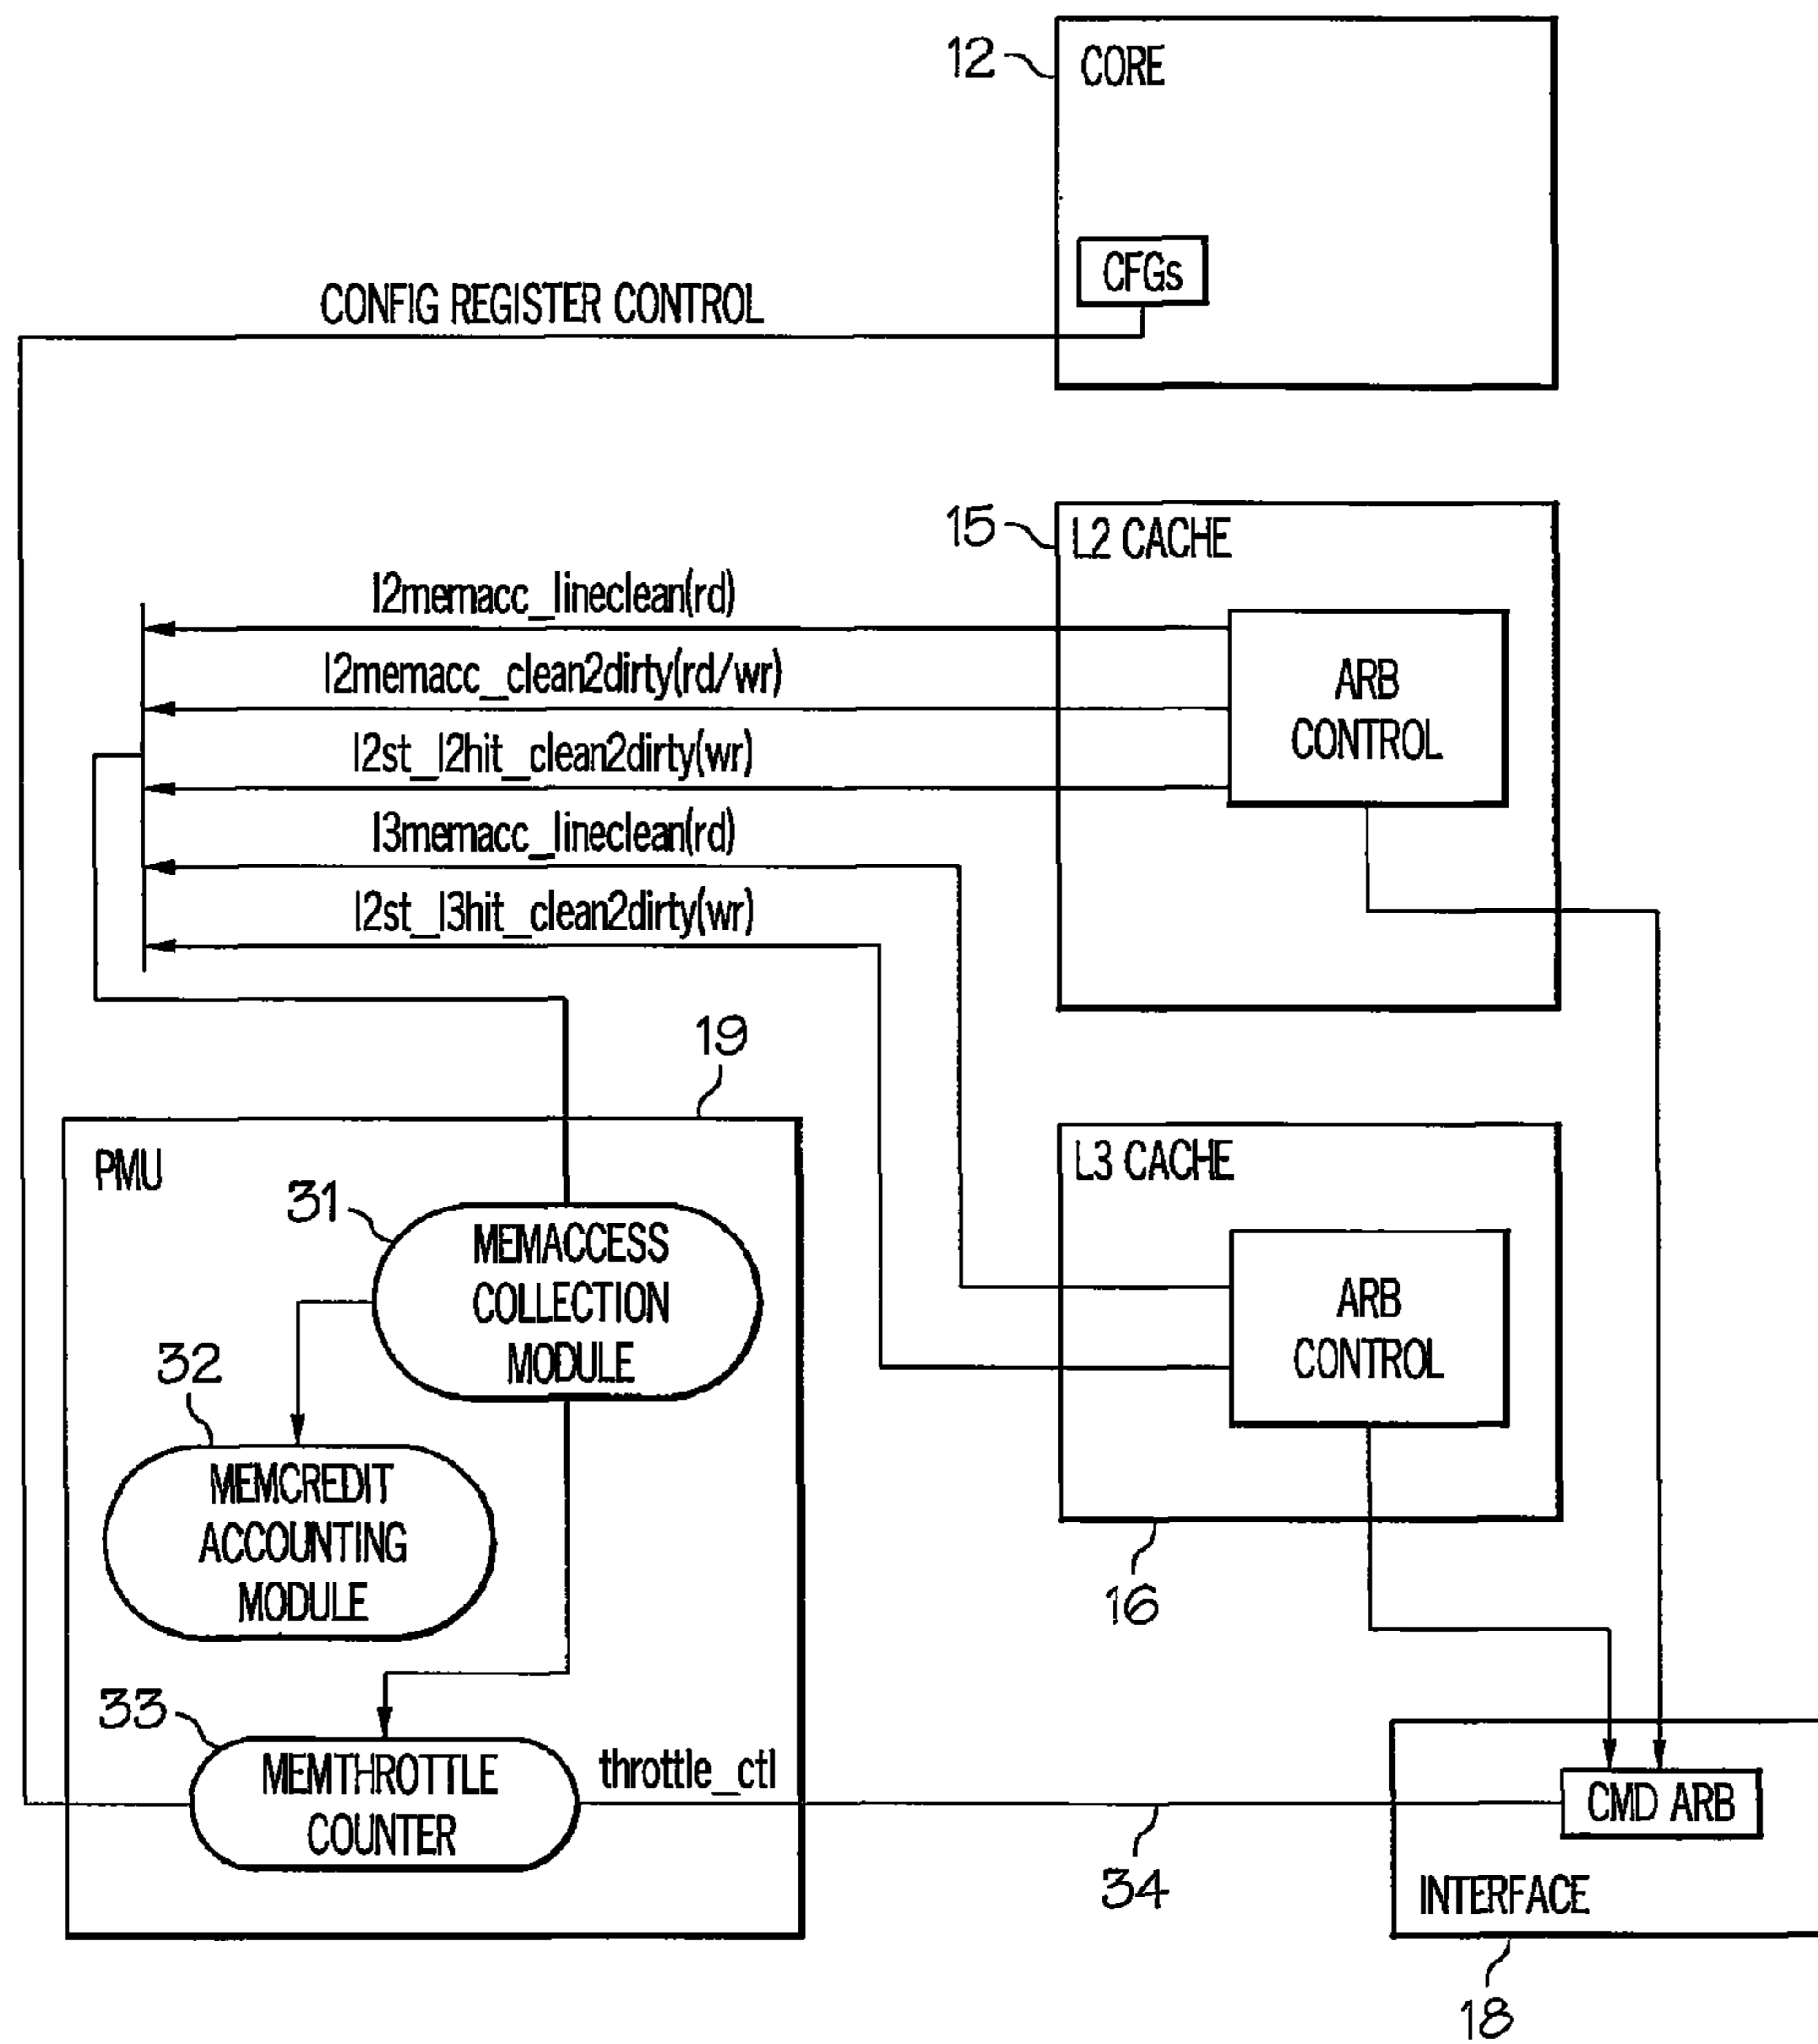 12
CORE
CFGs
CONFIG REGISTER CONTROL
15
L2 CACHE
l2memacc_lineclean(rd)
l2memacc_clean2dirty(rd/wr)
l2st_l2hit_clean2dirty(wr)
l3memacc_lineclean(rd)
l2st_l3hit_clean2dirty(wr)
ARB
CONTROL
19
PMU
31
MEMACCESS
COLLECTION
MODULE
32
MEMCREDIT
ACCOUNTING
MODULE
33
MEMTHROTTLE
COUNTER
throttle_ctl
34
L3 CACHE
ARB
CONTROL
16
CMD ARB
INTERFACE
18